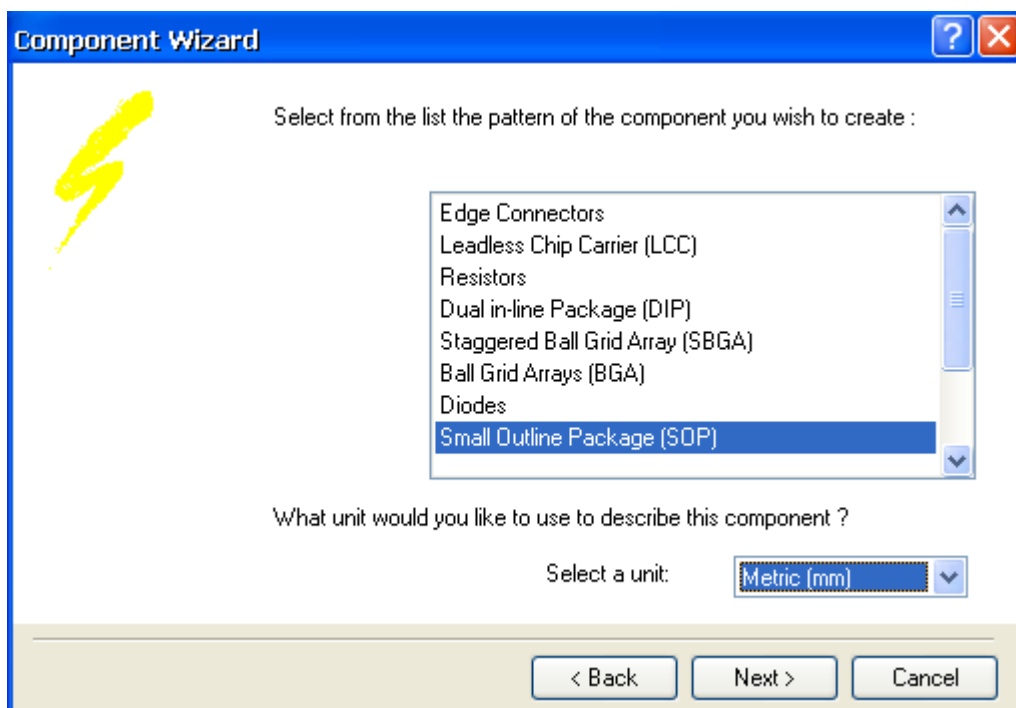 Component Wizard
?
Select from the list the pattern of the component you wish to create :
Edge Connectors
Leadless Chip Carrier (LCC)
Resistors
Dual in-line Package (DIP)
Staggered Ball Grid Array (SBGA)
Ball Grid Arrays (BGA)
Diodes
Small Outline Package (SOP)
What unit would you like to use to describe this component ?
Select a unit: Metric (mm)
< Back Next > Cancel